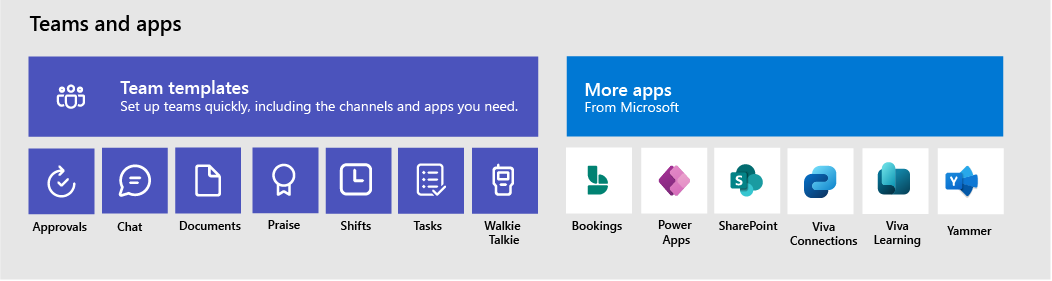 Teams and apps
Team templates
Set up teams quickly, including the channels and apps you need.
More apps
From Microsoft
Approvals
Chat
Documents
Praise
Shifts
Tasks
Walkie
Talkie
Bookings
Power
Apps
S
SharePoint
Viva
Connections
Viva
Learning
Y
Yammer